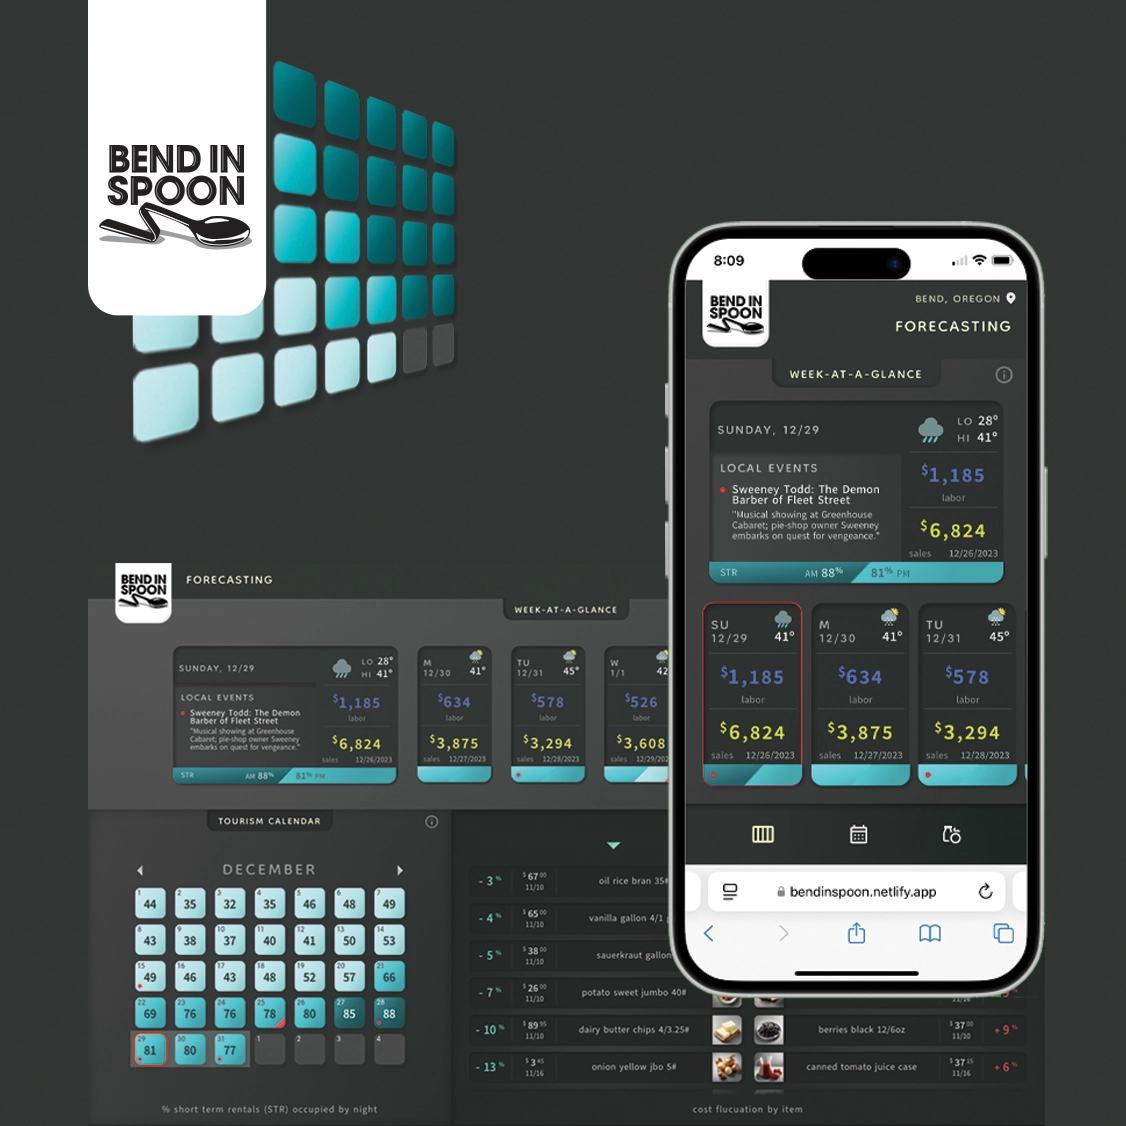 BEND IN
SPOON
8:09
BEND IN
SPOON
BEND, OREGON
FORECASTING
WEEK-AT-A-GLANCE
SUNDAY, 12/29
LO 28°
HI 41°
LOCAL EVENTS
Sweeney Todd: The Demon
Barber of Fleet Street
"Musical showing at Greenhouse
Cabaret; pie-shop owner Sweeney
embarks on quest for vengeance."
$1,185
labor
$6,824
sales 12/26/2023
STR AM 88% 81% PM
SU
12/29 41°
$1,185
labor
$6,824
sales 12/26/2023
M
12/30 41°
$634
labor
$3,875
sales 12/27/2023
TU
12/31 45°
$578
labor
$3,294
sales 12/28/2023
bendinspoon.netlify.app
BEND IN
SPOON
FORECASTING
WEEK-AT-A-GLANCE
SUNDAY, 12/29
LO 28°
HI 41°
LOCAL EVENTS
Sweeney Todd: The Demon
Barber of Fleet Street
"Musical showing at Greenhouse
Cabaret; pie-shop owner Sweeney
embarks on quest for vengeance."
$1,185
labor
$6,824
sales 12/26/2023
STR AM 88% 81% PM
M
12/30 41°
$634
labor
$3,875
sales 12/27/2023
TU
12/31 45°
$578
labor
$3,294
sales 12/28/2023
W
1/1 42
$526
labor
$3,608
sales 12/29/20
TOURISM CALENDAR
DECEMBER
1 44 2 35 3 32 4 35 5 46 6 48 7 49
8 43 9 38 10 37 11 40 12 41 13 50 14 53
15 49 16 46 17 43 18 48 19 52 20 57 21 66
22 69 23 76 24 76 25 78 26 80 27 85 28 88
29 81 30 80 31 77 1 2 3 4
% short term rentals (STR) occupied by night
- 3 % $67 00 11/10 oil rice bran 35#
- 4 % $65 00 11/10 vanilla gallon 4/1
- 5 % $38 00 11/10 sauerkraut gallon
- 7 % $26 00 11/10 potato sweet jumbo 40#
- 10 % $89 95 11/10 dairy butter chips 4/3.25#
berries black 12/6oz $37 00 11/10 + 9 %
- 13 % $3 45 11/16 onion yellow jbo 5#
canned tomato juice case $37 15 11/10 + 6 %
cost flucuation by item